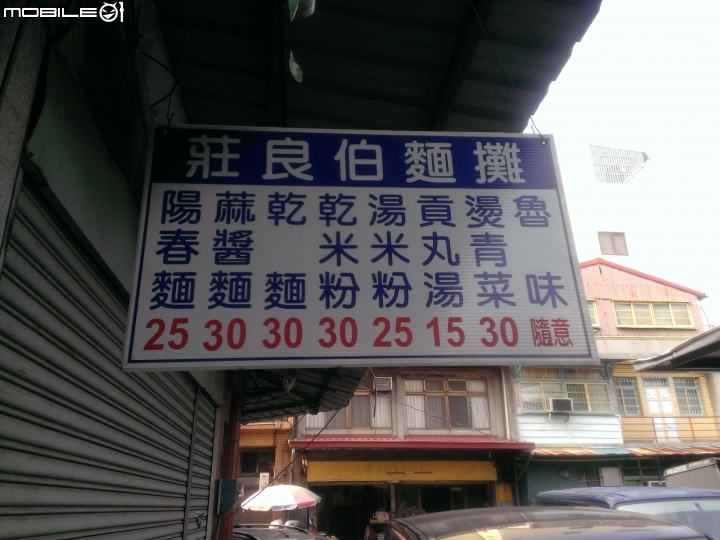 MOBILE01
莊良伯麵攤
陽春麵 25
蔴醬麵 30
乾麵 30
乾米粉 30
湯米粉 25
貢丸湯 15
燙青菜 30
魯味 隨意